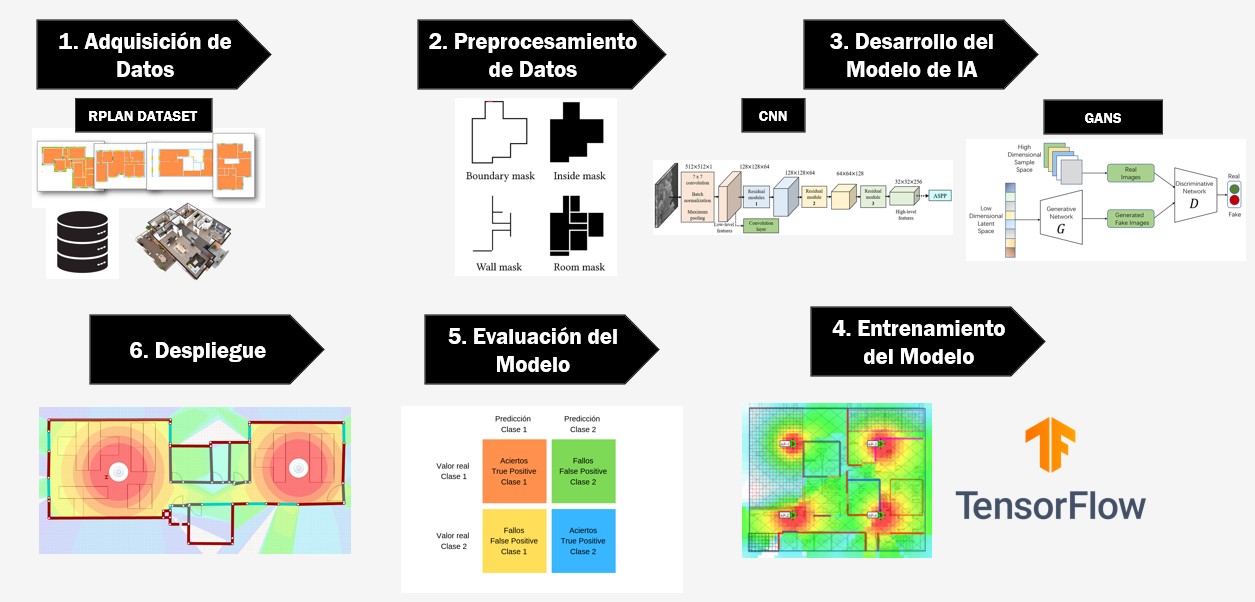 1. Adquisición de
Datos
RPLAN DATASET
2. Preprocesamiento
de Datos
Boundary mask
Inside mask
Wall mask
Room mask
3. Desarrollo del
Modelo de IA
CNN
512×512×1
7 x 7
convolution
Batch
normalization
Maximum
pooling
128×128×64
Low-level
features
Residual
modules
1
Convolution
layer
128×128×64
Residual
module
2
64×64×128
Residual
module
3
32×32×256
High-level
features
ASPP
GANS
High
Dimensional
Sample
Space
Low
Dimensional
Latent
Space
Generative
Network
G
Real
Images
Generated
Fake Images
Discriminative
Network
D
Real
Fake
6. Despliegue
5. Evaluación del
Modelo
Predicción
Clase 1
Predicción
Clase 2
Valor real
Clase 1
Aciertos
True Positive
Clase 1
Fallos
False Positive
Clase 2
Valor real
Clase 2
Fallos
False Positive
Clase 1
Aciertos
True Positive
Clase 2
4. Entrenamiento
del Modelo
TensorFlow